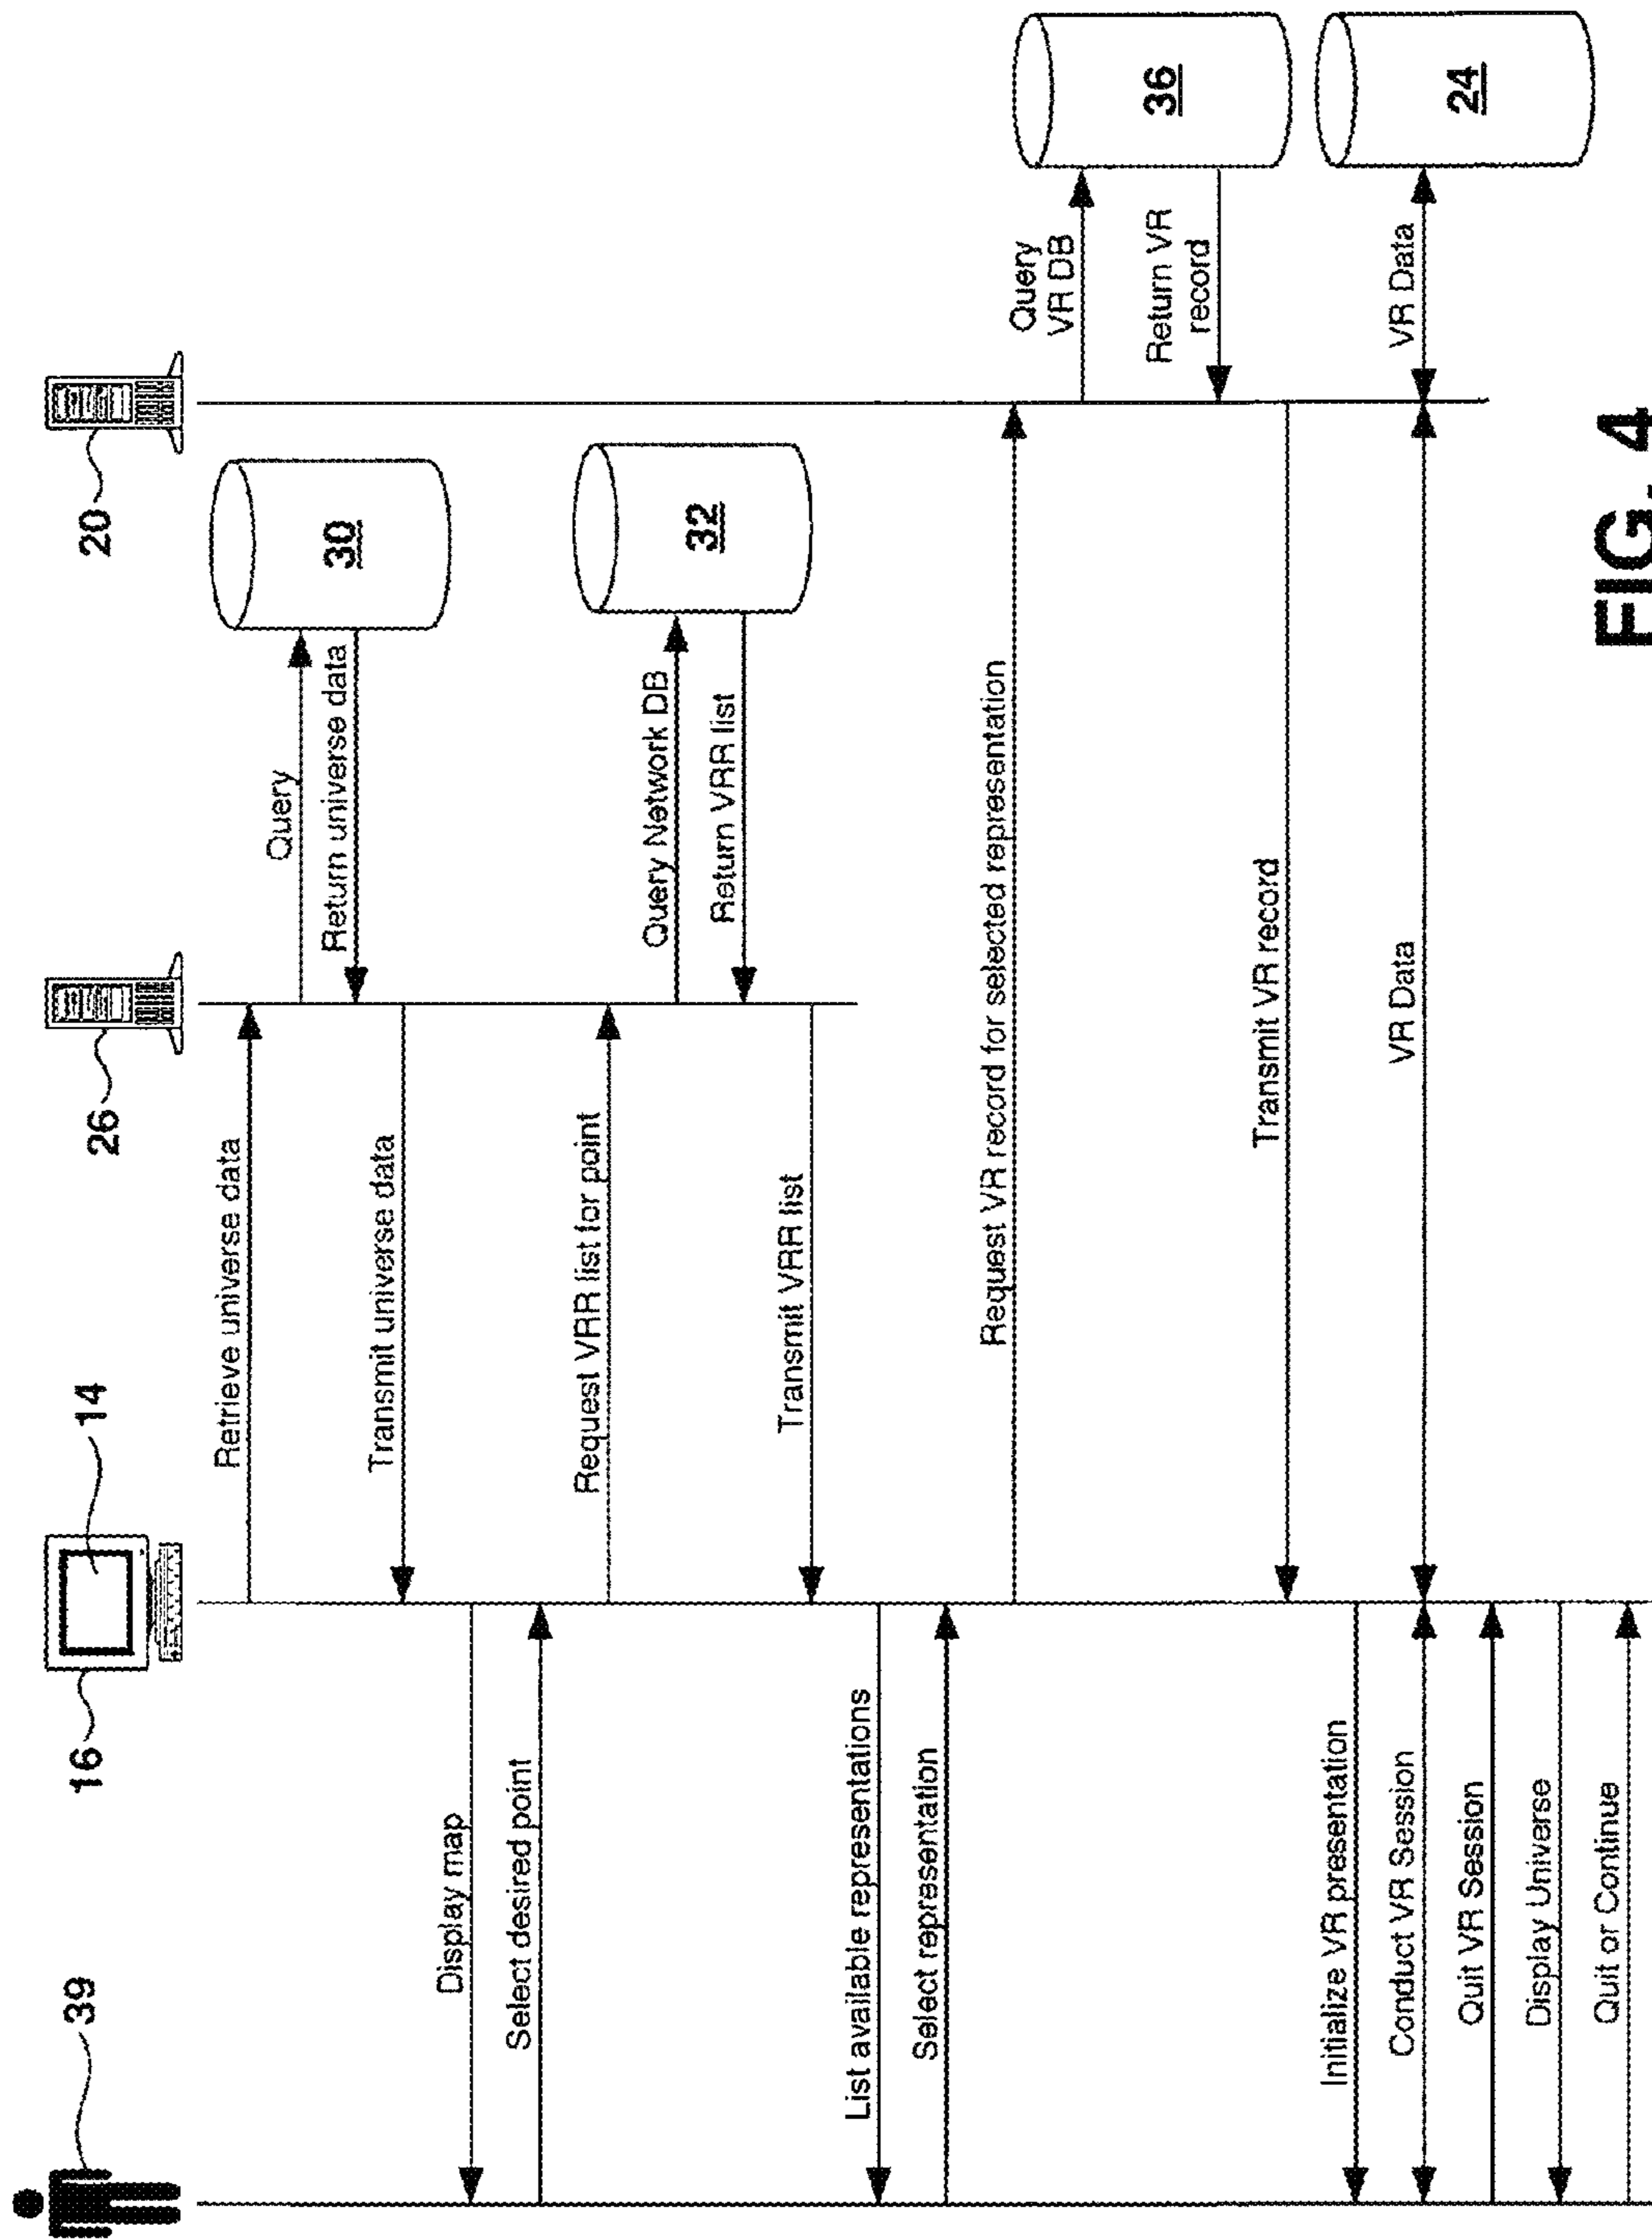 39
16
14
26
20
Retrieve universe data
Query
30
Return universe data
Transmit universe data
Display map
Select desired point
Request VRR list for point
Query Network DB
32
Return VRR list
Transmit VRR list
List available representations
Select representation
Request VR record for selected representation
Query
VR DB
36
Return VR
record
Transmit VR record
Initialize VR presentation
Conduct VR Session
VR Data
VR Data
24
Quit VR Session
Display Universe
Quit or Continue
FIG. 4